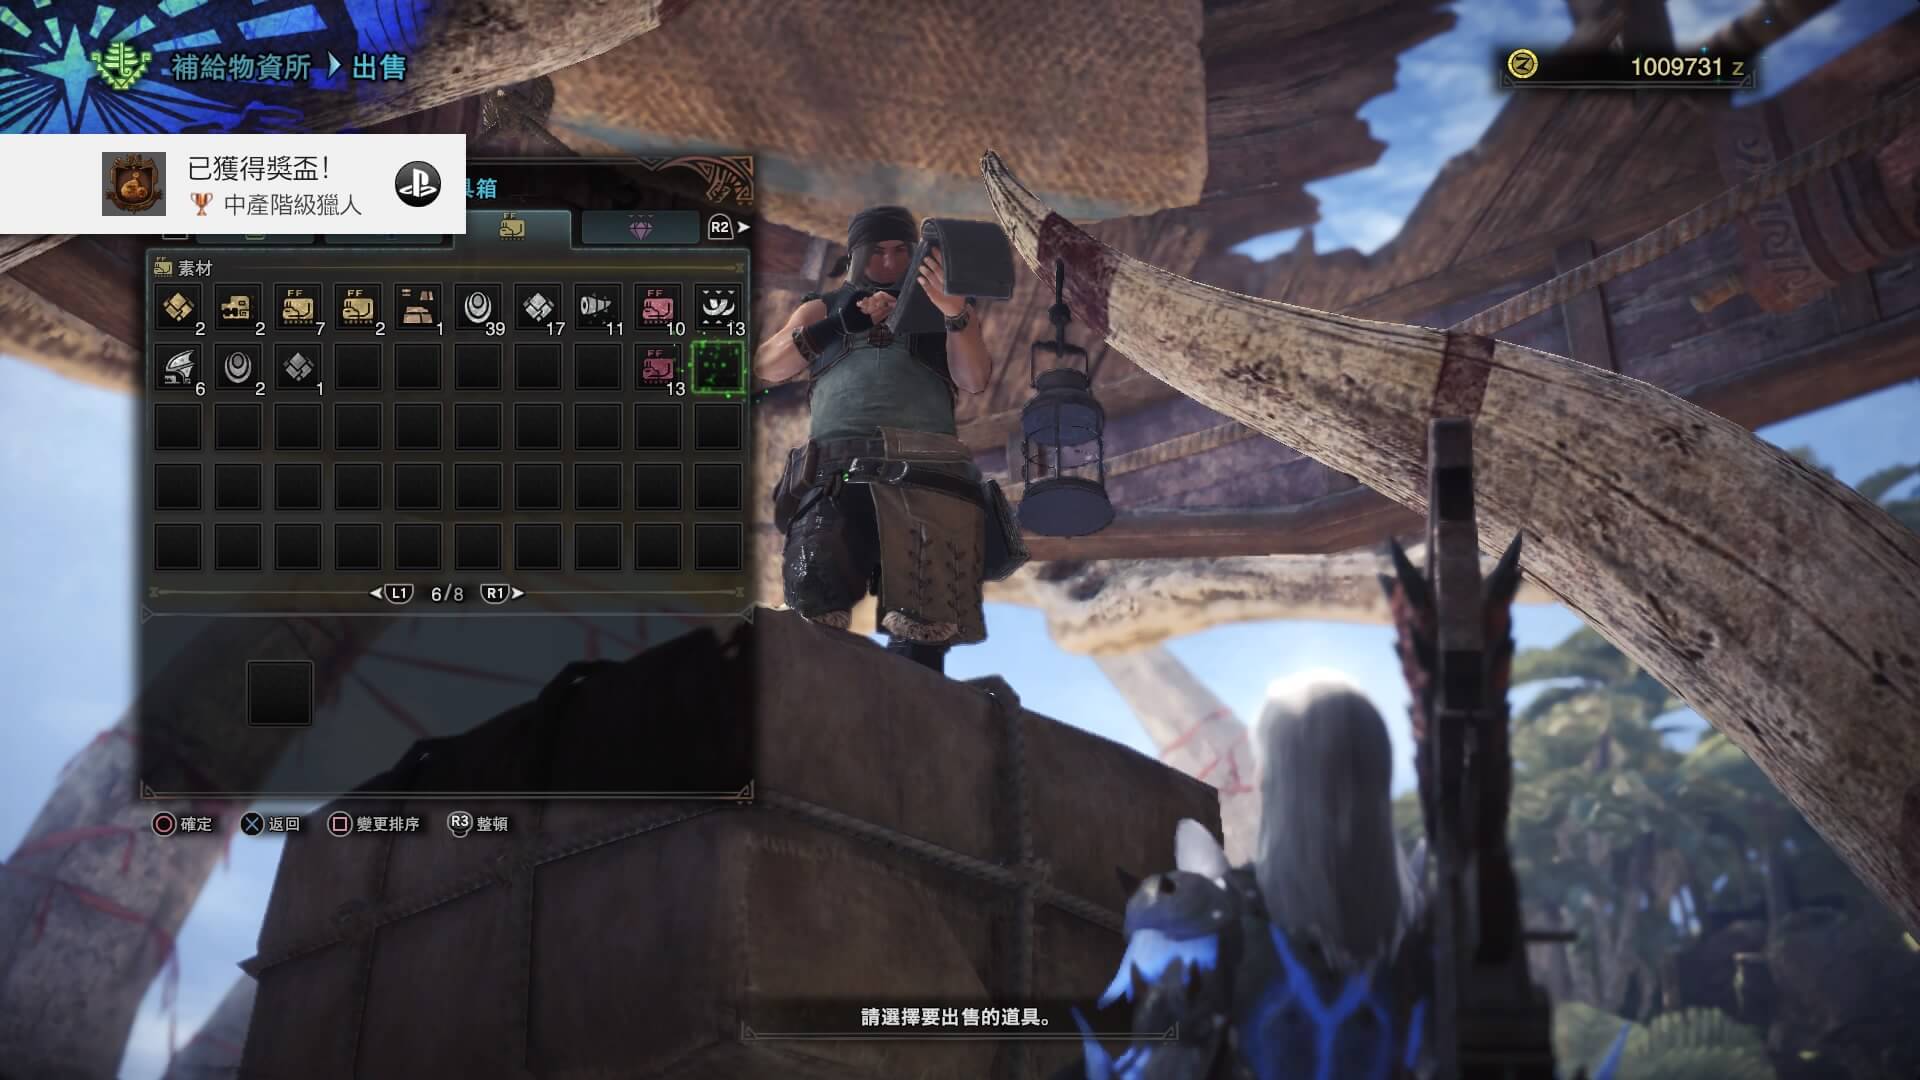 補給物資所 出售
1009731 z
已獲得獎盃!
中產階級獵人
箱
R2
素材
2 2 7 2 1 39 17 11 10 13
6 2 1 13
L1 6/8 R1
確定 返回 變更排序 R3 整頓
請選擇要出售的道具。